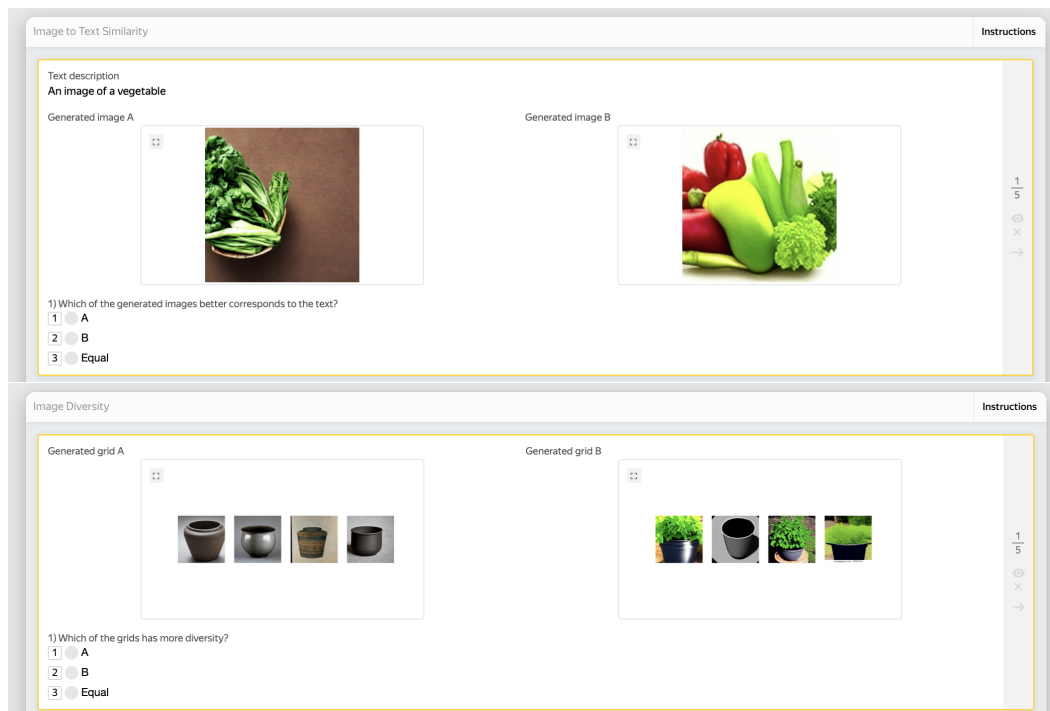 Image to Text Similarity
Instructions
Text description
An image of a vegetable
Generated image A
Generated image B
1
5
1) Which of the generated images better corresponds to the text?
1 A
2 B
3 Equal
Image Diversity
Instructions
Generated grid A
Generated grid B
1
5
1) Which of the grids has more diversity?
1 A
2 B
3 Equal